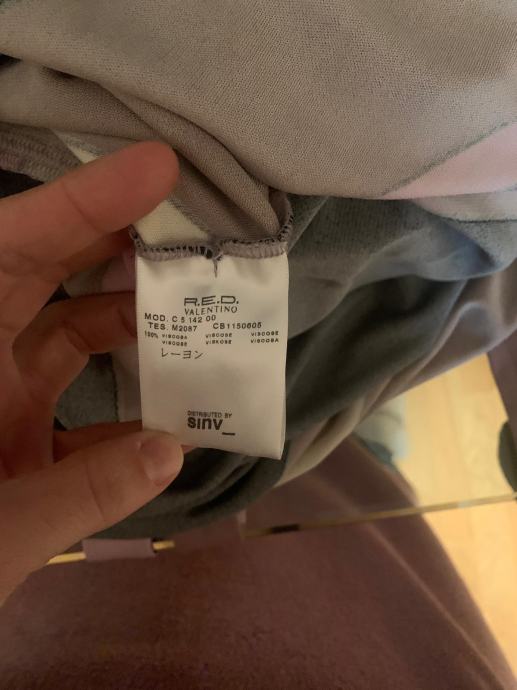 R.E.D.
VALENTINO
MOD. C 5 142 00
TES. M2087 CB1150605
100% VISCOSA VISCOSE VISCOSE
VISCOSE VISKOSE VISCOSA
レーヨン
DISTRIBUTED BY